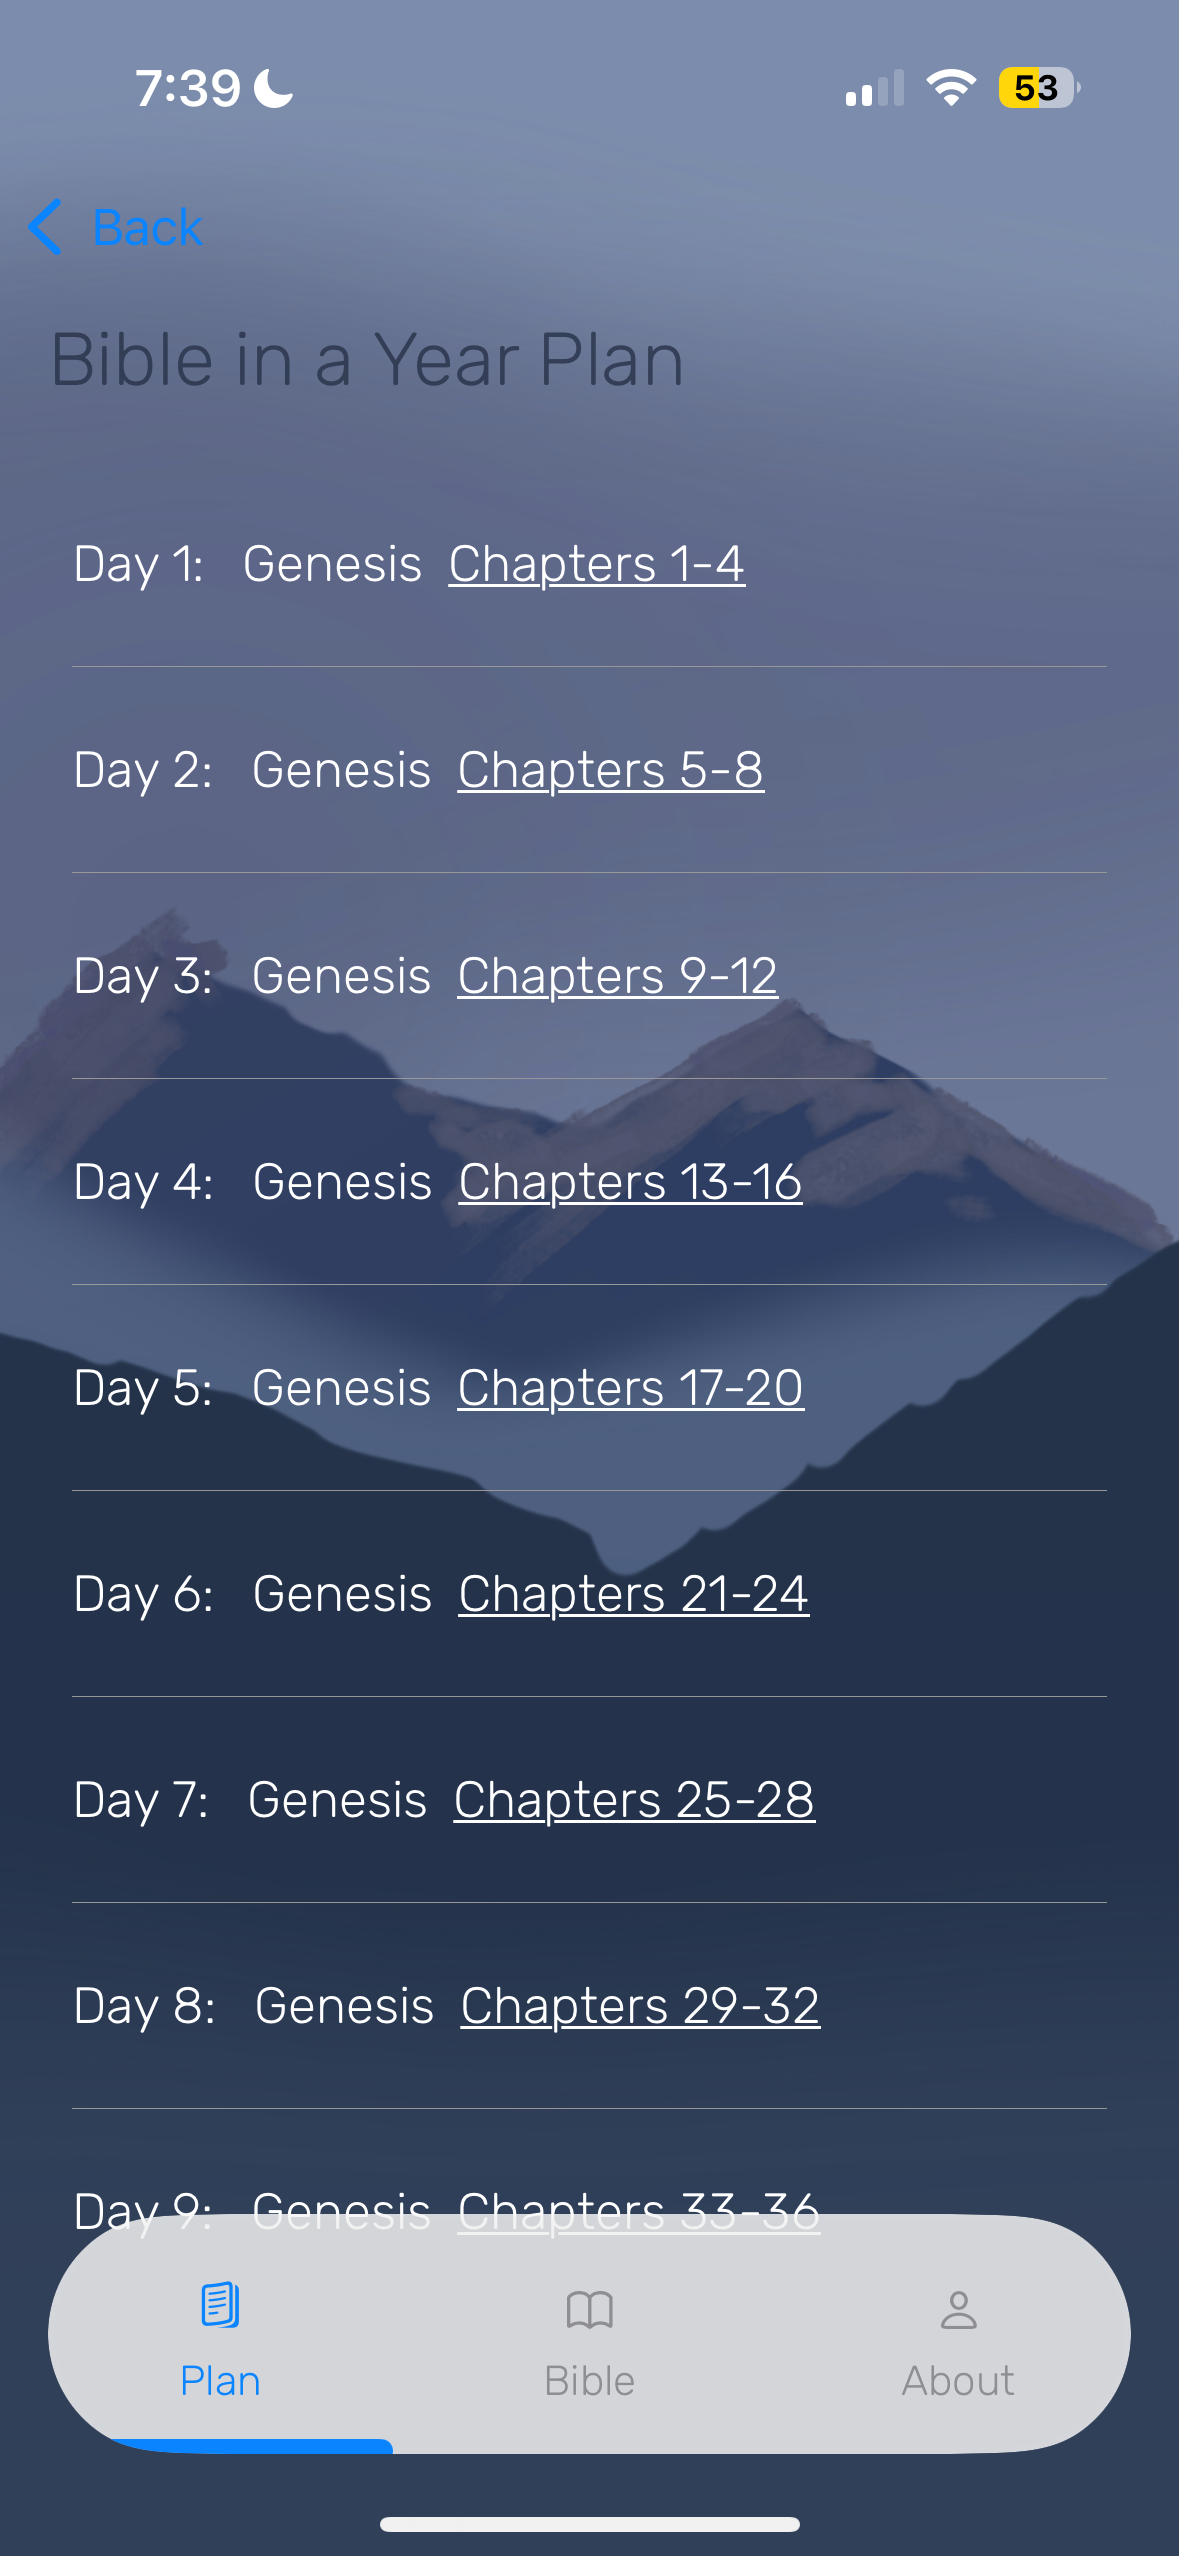 7:39 53
Back
Bible in a Year Plan
Day 1: Genesis Chapters 1-4
Day 2: Genesis Chapters 5-8
Day 3: Genesis Chapters 9-12
Day 4: Genesis Chapters 13-16
Day 5: Genesis Chapters 17-20
Day 6: Genesis Chapters 21-24
Day 7: Genesis Chapters 25-28
Day 8: Genesis Chapters 29-32
Day 9: Genesis Chapters 33-36
Plan Bible About